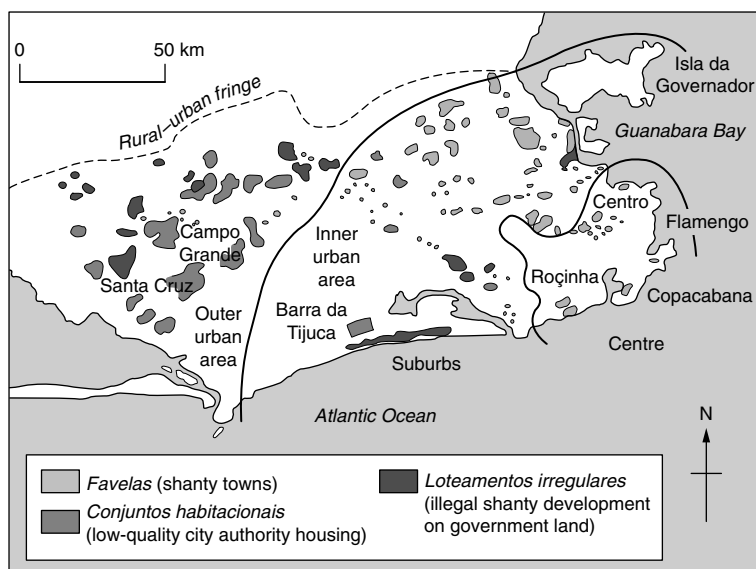 0 50 km
Rural–urban fringe
Isla da
Governador
Guanabara Bay
Centro
Flamengo
Campo
Grande
Inner
urban
area
Santa Cruz
Roçinha
Copacabana
Outer
urban
area
Barra da
Tijuca
Centre
Suburbs
Atlantic Ocean
N
Favelas (shanty towns)
Conjuntos habitacionais
(low-quality city authority housing)
Loteamentos irregulares
(illegal shanty development
on government land)